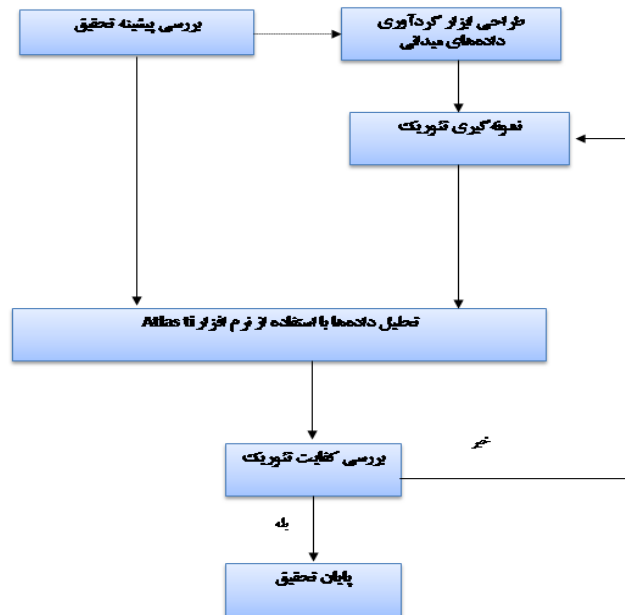 بررسی پیشینه تحقیق
طراحی ابزار گردآوری
داده‌های میدانی
نمونه گیری تئوریک
تحلیل داده‌ها با استفاده از نرم افزار Atlas ti
خیر
بررسی کفایت تئوریک
بله
پایان تحقیق